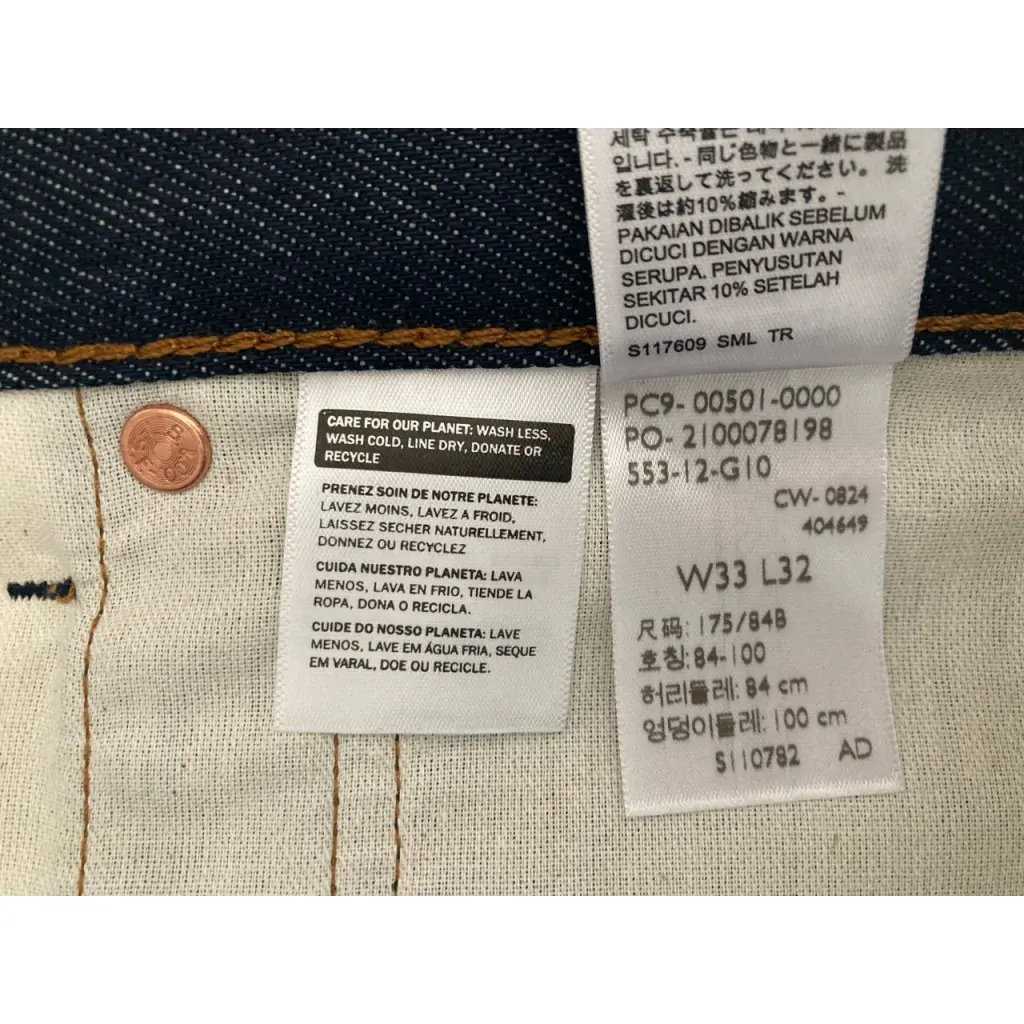 입니다.- 同じ色物と一緒に製品
を裏返して洗ってください。 洗
濯後は約10%縮みます。-
PAKAIAN DIBALIK SEBELUM
DICUCI DENGAN WARNA
SERUPA. PENYUSUTAN
SEKITAR 10% SETELAH
DICUCI.
S117609 SML TR
CARE FOR OUR PLANET: WASH LESS,
WASH COLD, LINE DRY, DONATE OR
RECYCLE
PRENEZ SOIN DE NOTRE PLANETE:
LAVEZ MOINS, LAVEZ A FROID,
LAISSEZ SECHER NATURELLEMENT,
DONNEZ OU RECYCLEZ
CUIDA NUESTRO PLANETA: LAVA
MENOS, LAVA EN FRIO, TIENDE LA
ROPA, DONA O RECICLA.
CUIDE DO NOSSO PLANETA: LAVE
MENOS, LAVE EM ÁGUA FRIA, SEQUE
EM VARAL, DOE OU RECICLE.
PC9- 00501-0000
PO- 2100078198
553-12-G10
CW- 0824
404649
W33 L32
尺码: 175/84B
호칭: 84-100
허리둘레: 84 cm
엉덩이둘레: 100 cm
S110782 AD